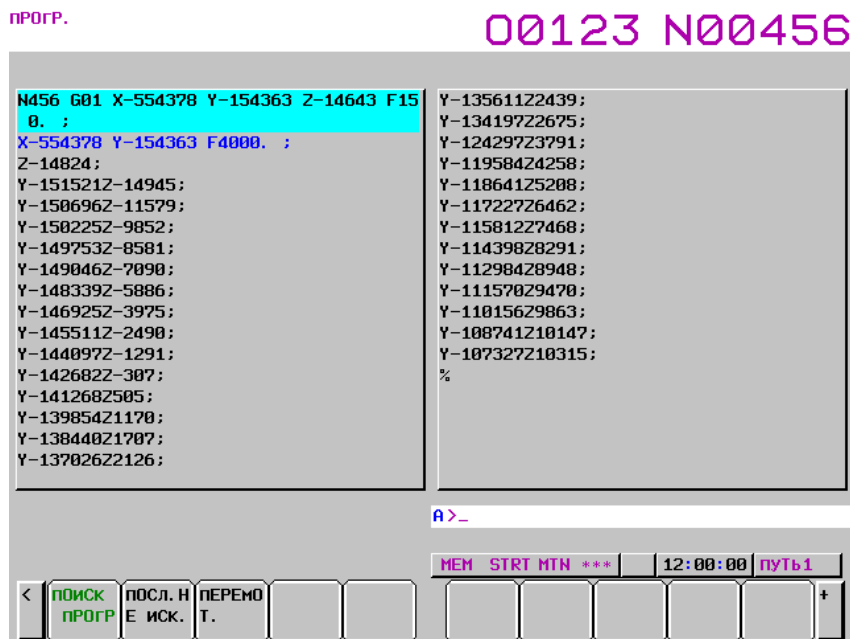 ПРОГР.
O0123 N00456
N456 G01 X-554378 Y-154363 Z-14643 F15
0. ;
X-554378 Y-154363 F4000. ;
Z-14824;
Y-151521Z-14945;
Y-150696Z-11579;
Y-150225Z-9852;
Y-149753Z-8581;
Y-149046Z-7090;
Y-148339Z-5886;
Y-146925Z-3975;
Y-145511Z-2490;
Y-144097Z-1291;
Y-142682Z-307;
Y-141268Z505;
Y-139854Z1170;
Y-138440Z1707;
Y-137026Z2126;
Y-135611Z2439;
Y-134197Z2675;
Y-124297Z3791;
Y-119584Z4258;
Y-118641Z5208;
Y-117227Z6462;
Y-115812Z7468;
Y-114398Z8291;
Y-112984Z8948;
Y-111570Z9470;
Y-110156Z9863;
Y-108741Z10147;
Y-107327Z10315;
%
A>_
MEM STRT MTN *** 12:00:00 ПУТЬ1
< ПОИСК ПОСЛ.Н ПЕРЕМО +
ПРОГР Е ИСК. Т.